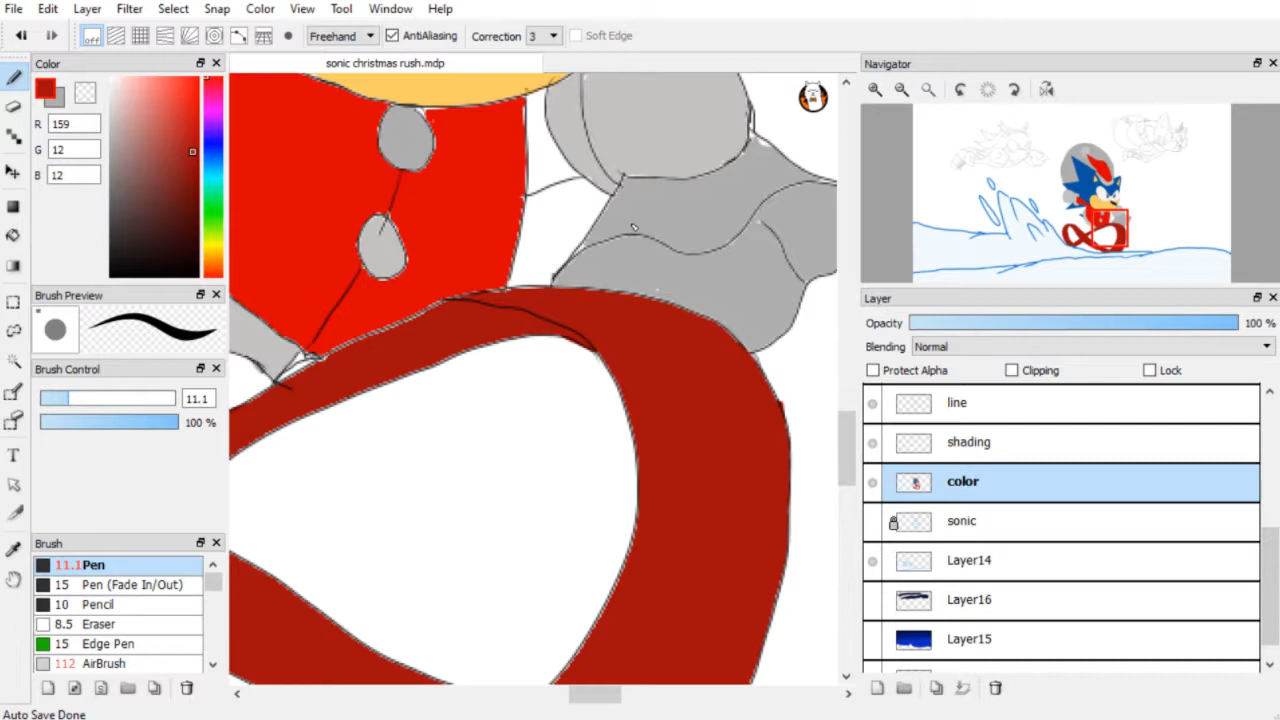 File Edit Layer Filter Select Snap Color View Tool Window Help
off Freehand AntiAliasing Correction 3 Soft Edge
Color sonic christmas rush.mdp Navigator
R 159
G 12
B 12
Brush Preview
Layer
Opacity 100 %
Blending Normal
Protect Alpha Clipping Lock
Brush Control
11.1
100 %
line
shading
color
sonic
Layer14
Layer16
Layer15
Brush
11.1 Pen
15 Pen (Fade In/Out)
10 Pencil
8.5 Eraser
15 Edge Pen
112 AirBrush
T
Auto Save Done